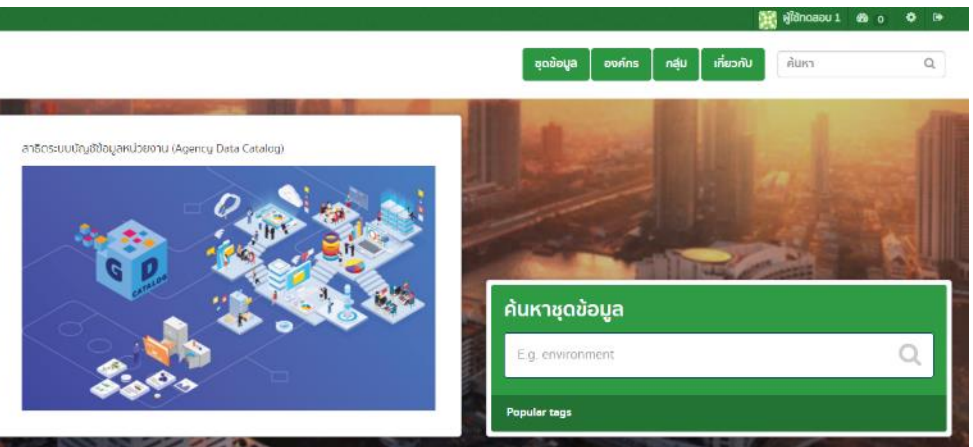 ผู้ใช้ทดสอบ 1 0
ชุดข้อมูล องค์กร กลุ่ม เกี่ยวกับ ค้นหา
สาธิตระบบบัญชีข้อมูลหน่วยงาน (Agency Data Catalog)
G D
CATALOG
ค้นหาชุดข้อมูล
E.g. environment
Popular tags